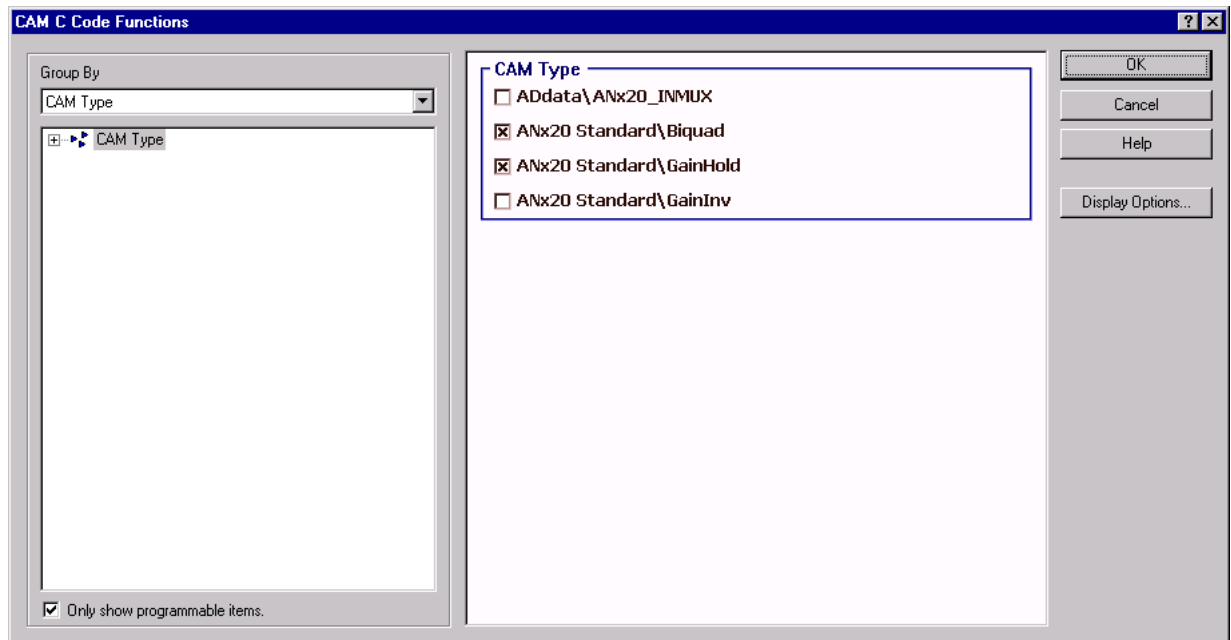 CAM C Code Functions
Group By
CAM Type
CAM Type
Only show programmable items.
CAM Type
ADdata\ANx20_INMUX
ANx20 Standard\Biquad
ANx20 Standard\GainHold
ANx20 Standard\GainInv
OK
Cancel
Help
Display Options...